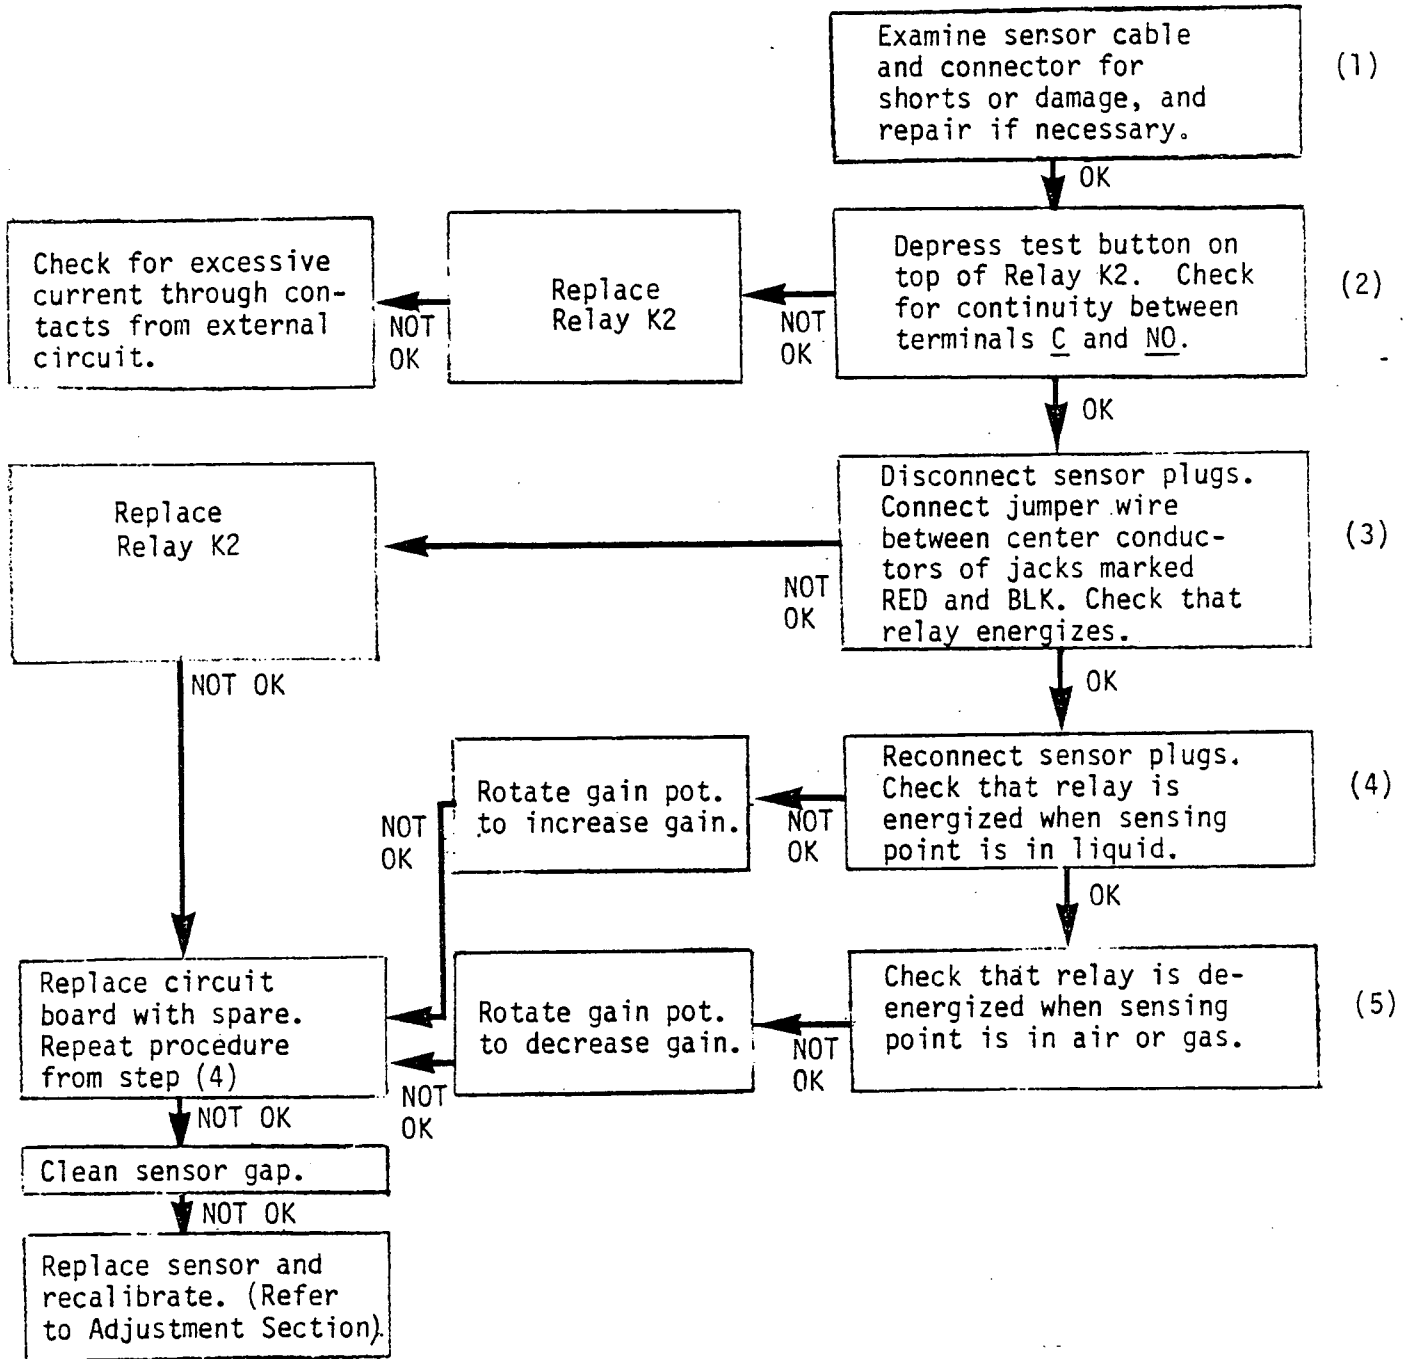 Examine sensor cable
and connector for
shorts or damage, and
repair if necessary.
(1)
OK
Depress test button on
top of Relay K2. Check
for continuity between
terminals C and NO.
(2)
NOT
OK
Replace
Relay K2
NOT
OK
Check for excessive
current through con-
tacts from external
circuit.
OK
Disconnect sensor plugs.
Connect jumper wire
between center conduc-
tors of jacks marked
RED and BLK. Check that
relay energizes.
(3)
NOT
OK
Replace
Relay K2
NOT OK
OK
Reconnect sensor plugs.
Check that relay is
energized when sensing
point is in liquid.
(4)
NOT
OK
Rotate gain pot.
to increase gain.
NOT
OK
OK
Check that relay is de-
energized when sensing
point is in air or gas.
(5)
NOT
OK
Rotate gain pot.
to decrease gain.
NOT
OK
Replace circuit
board with spare.
Repeat procedure
from step (4)
NOT OK
Clean sensor gap.
NOT OK
Replace sensor and
recalibrate. (Refer
to Adjustment Section).